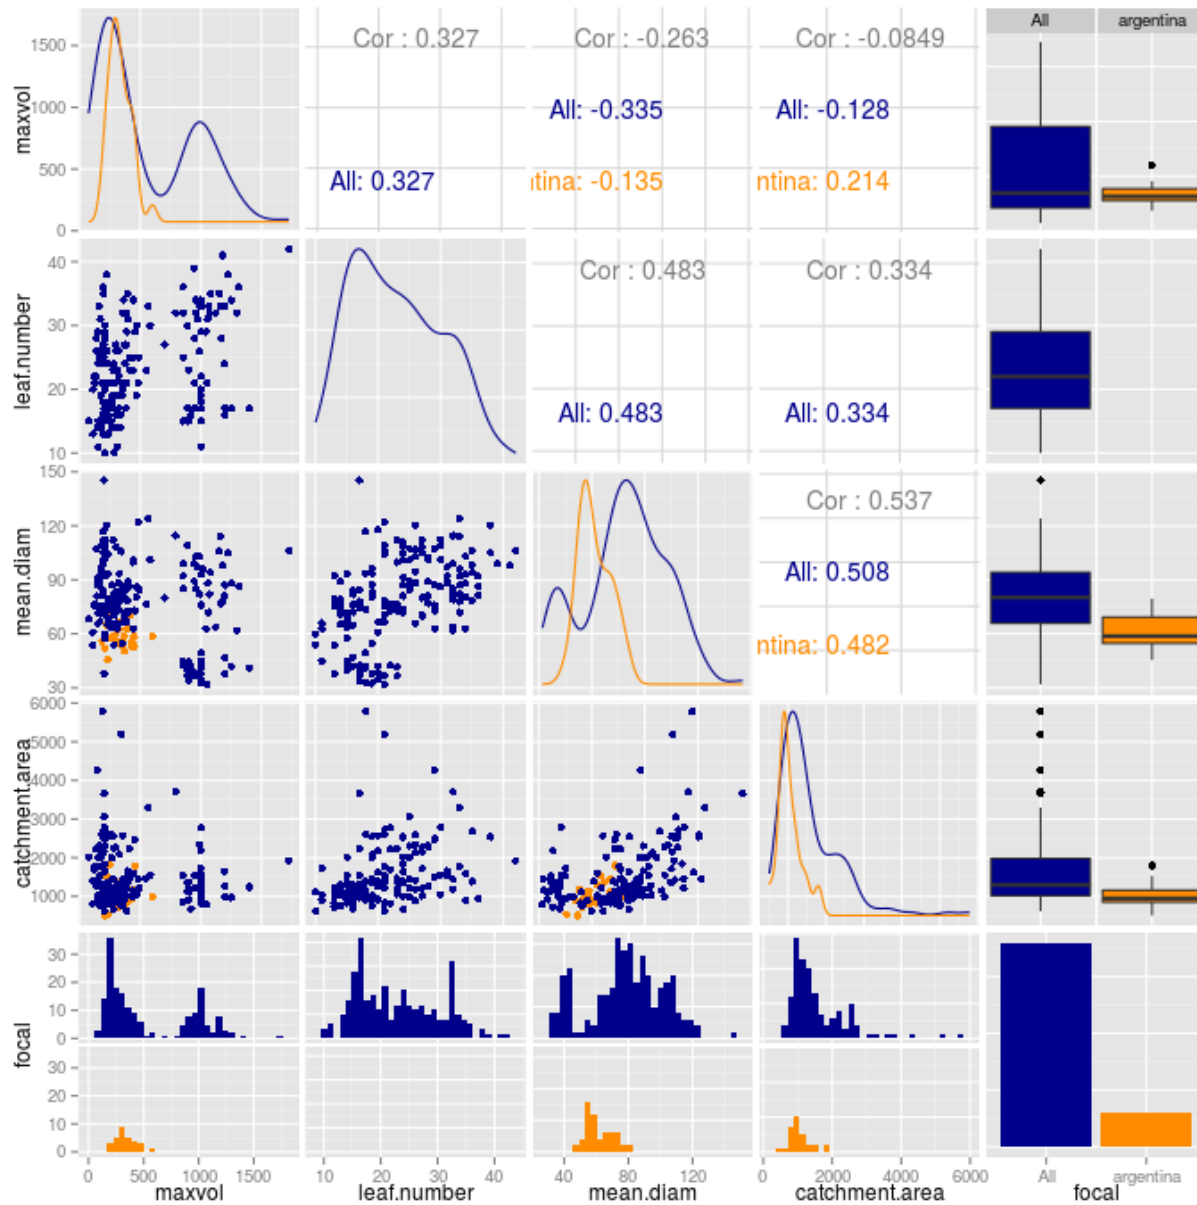 All argentina
1500
1000
500
0
maxvol
Cor : 0.327
All: 0.327
Cor : -0.263
All: -0.335
ntina: -0.135
Cor : -0.0849
All: -0.128
ntina: 0.214
40
30
20
10
leaf.number
Cor : 0.483
All: 0.483
Cor : 0.334
All: 0.334
150
120
90
60
30
mean.diam
Cor : 0.537
All: 0.508
ntina: 0.482
6000
5000
4000
3000
2000
1000
catchment.area
30
20
10
0
30
20
10
0
focal
0 500 1000 1500
maxvol
10 20 30 40
leaf.number
40 80 120
mean.diam
0 2000 4000 6000
catchment.area
All argentina
focal